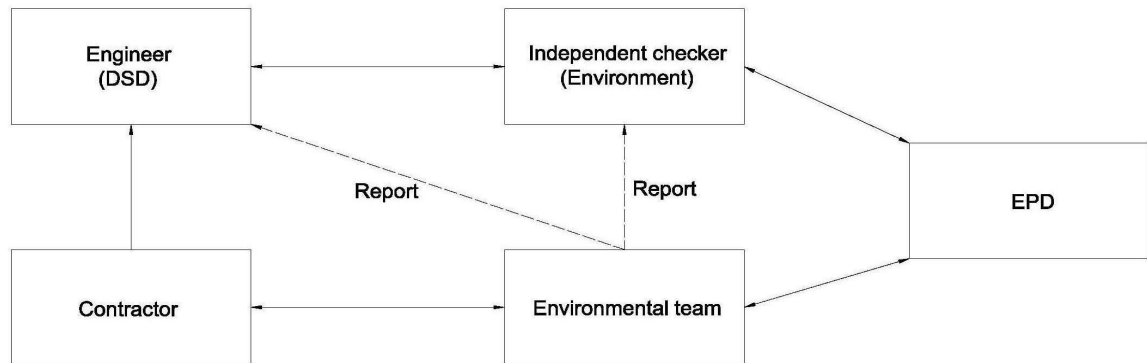 Engineer
(DSD)
Independent checker
(Environment)
Report
Report
EPD
Contractor
Environmental team